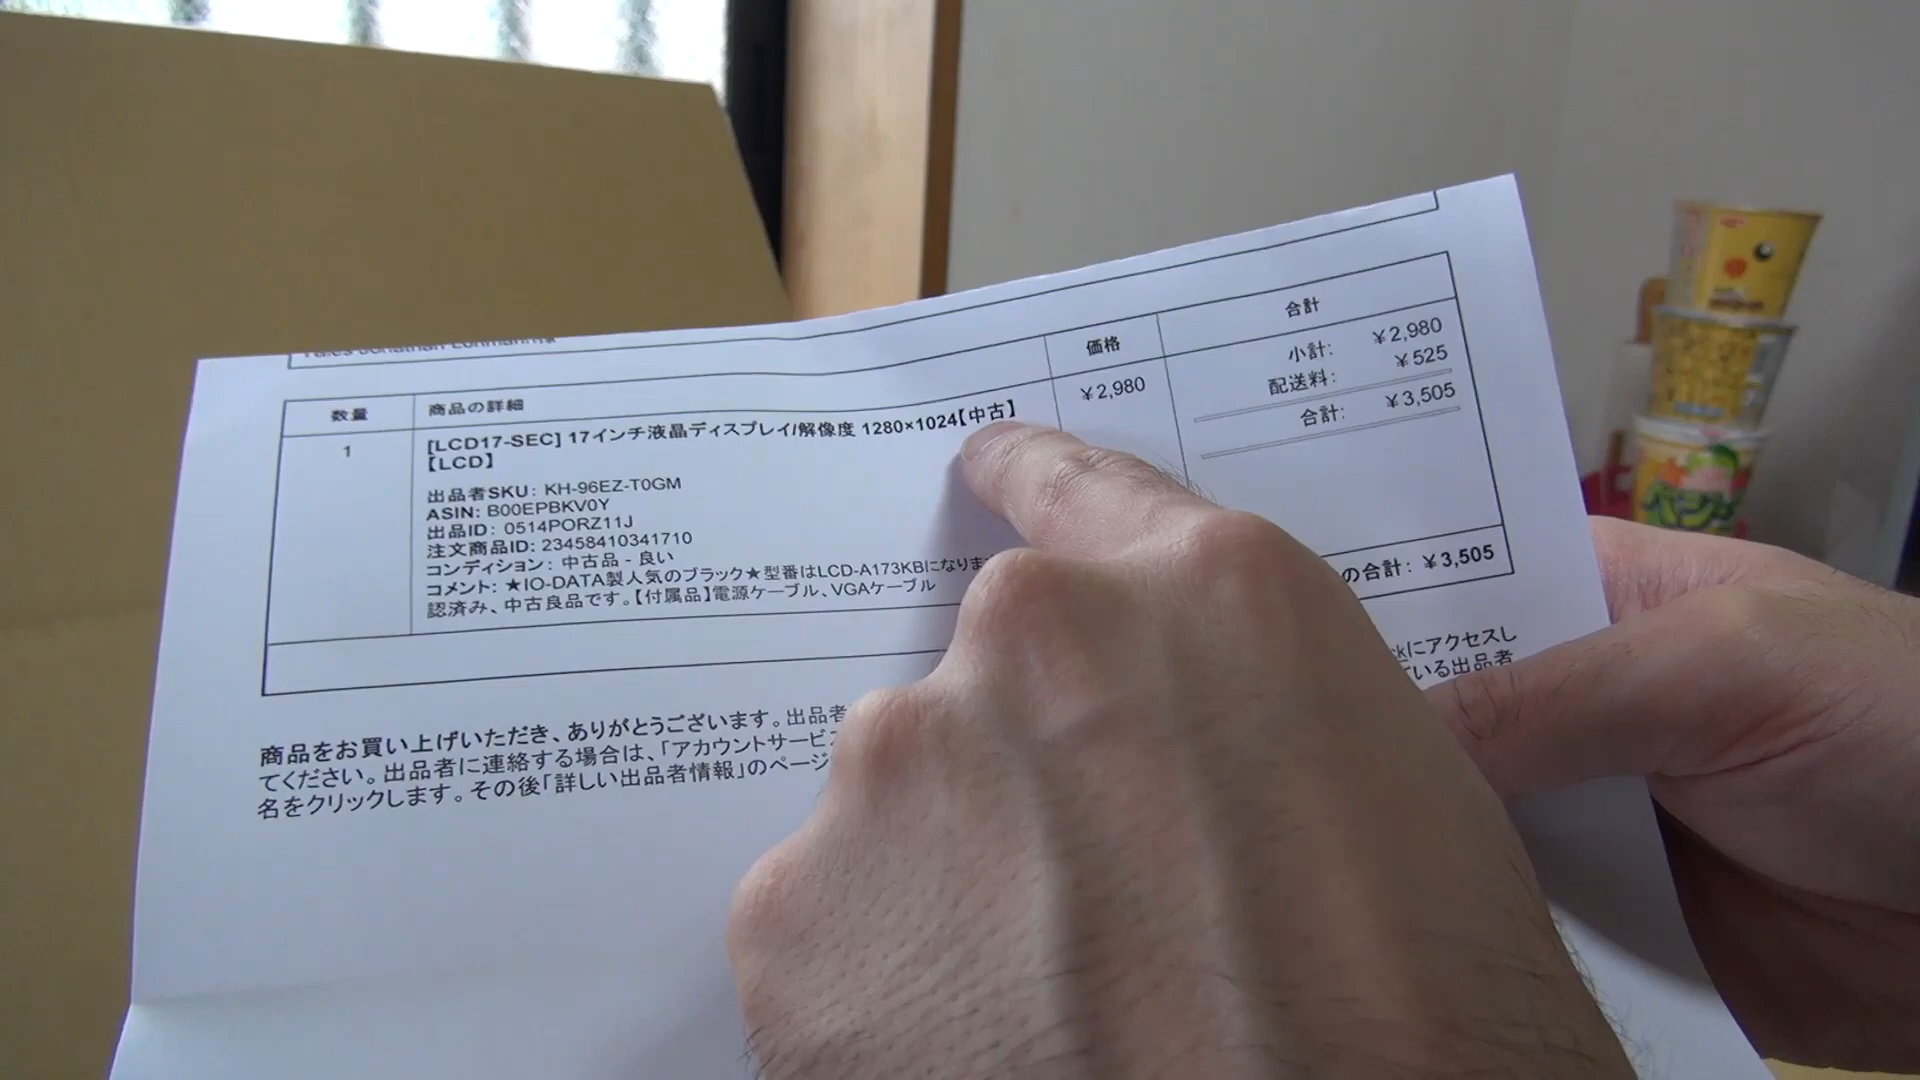 数量 商品の詳細 価格 合計
1 [LCD17-SEC] 17インチ液晶ディスプレイ/解像度 1280×1024【中古】
【LCD】
¥2,980
小計: ¥2,980
配送料: ¥525
合計: ¥3,505
出品者SKU: KH-96EZ-T0GM
ASIN: B00EPBKV0Y
出品ID: 0514PORZ11J
注文商品ID: 23458410341710
コンディション: 中古品 - 良い
コメント: ★IO-DATA製人気のブラック★型番はLCD-A173KBになりま
認済み、中古良品です。【付属品】電源ケーブル、VGAケーブル
の合計: ¥3,505
商品をお買い上げいただき、ありがとうございます。出品者 にアクセスし
てください。出品者に連絡する場合は、「アカウントサービ いる出品者
名をクリックします。その後「詳しい出品者情報」のページ